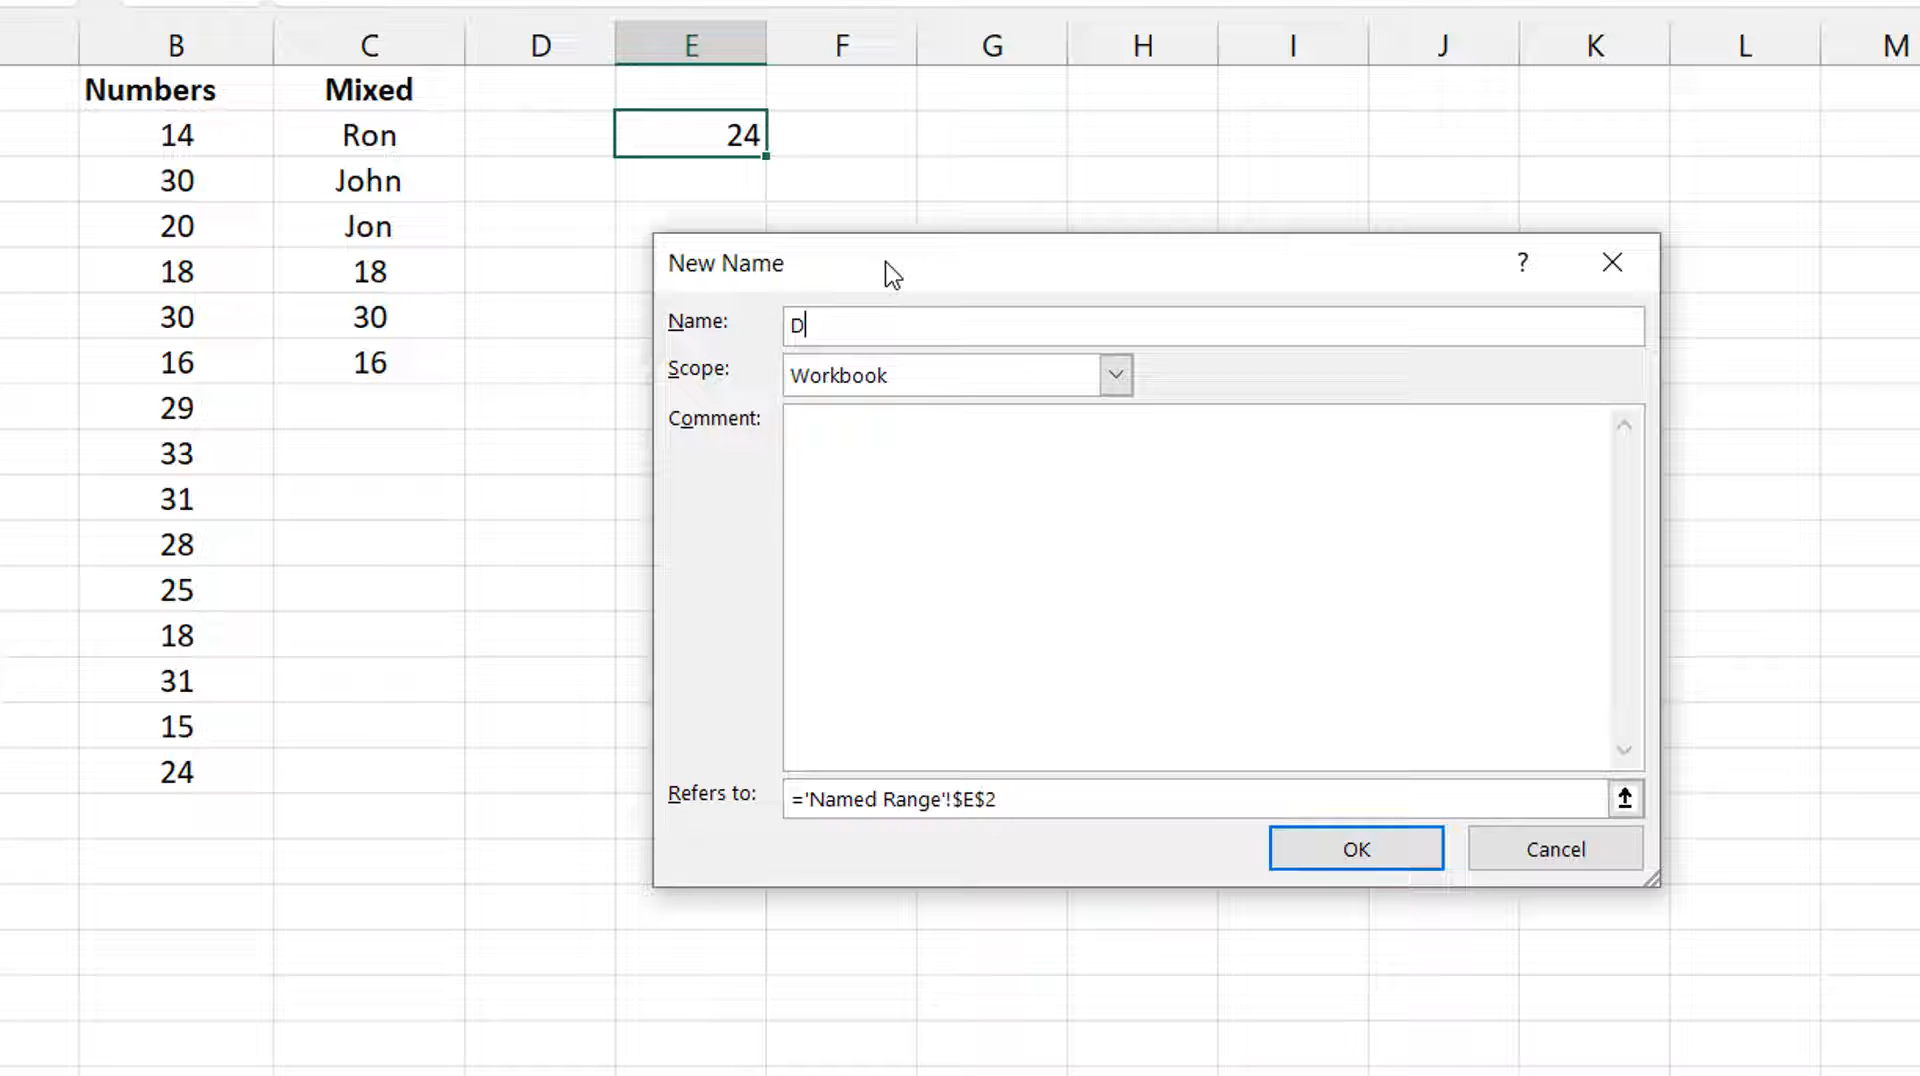 B C D E F G H I J K L M
Numbers Mixed
14 Ron 24
30 John
20 Jon
18 18
30 30
16 16
29
33
31
28
25
18
31
15
24
New Name ?
Name: D
Scope: Workbook
Comment:
Refers to: ='Named Range'!$E$2
OK Cancel